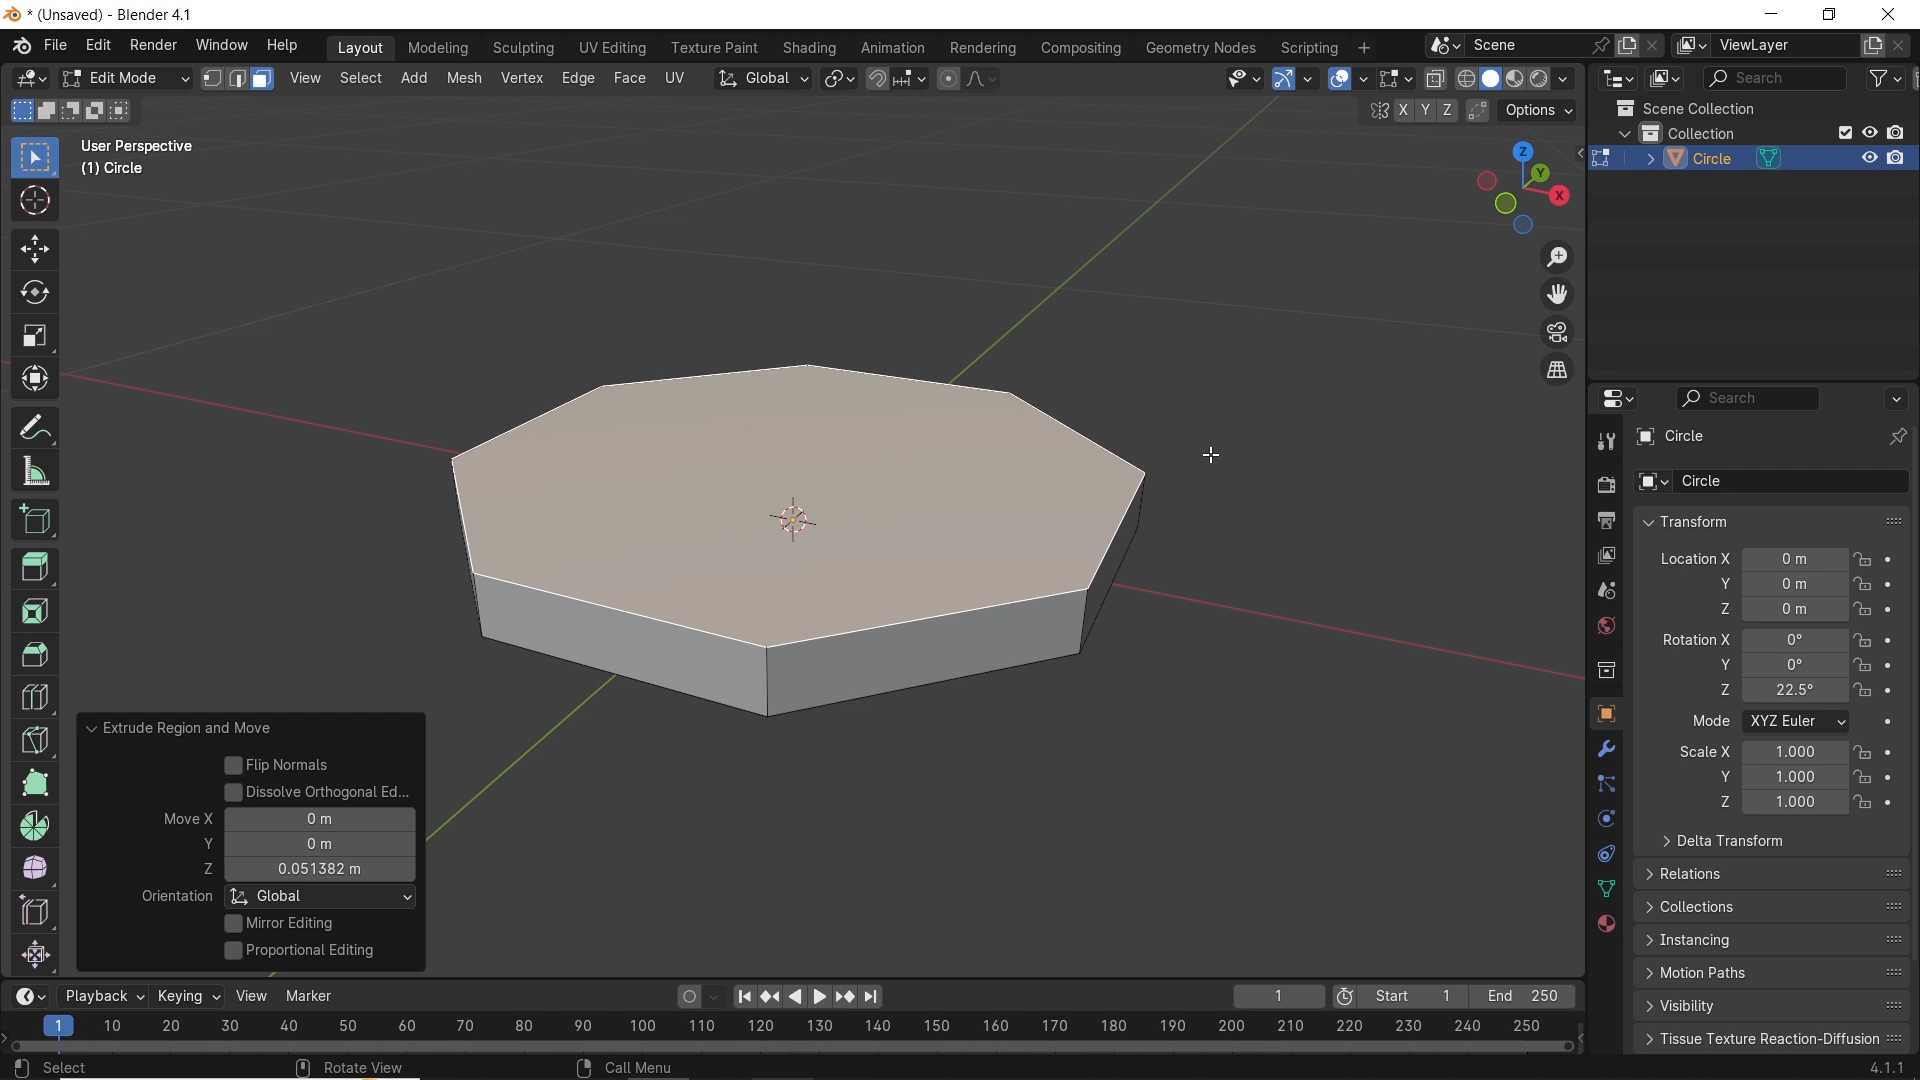 * (Unsaved) - Blender 4.1
File Edit Render Window Help Layout Modeling Sculpting UV Editing Texture Paint Shading Animation Rendering Compositing Geometry Nodes Scripting + Scene ViewLayer
Edit Mode View Select Add Mesh Vertex Edge Face UV Global Search
X Y Z Options
Scene Collection
Collection
Circle
User Perspective
(1) Circle
Z
Y
X
Search
Circle
Circle
Transform
Location X 0 m
Y 0 m
Z 0 m
Rotation X 0°
Y 0°
Z 22.5°
Mode XYZ Euler
Scale X 1.000
Y 1.000
Z 1.000
Delta Transform
Relations
Collections
Instancing
Motion Paths
Visibility
Tissue Texture Reaction-Diffusion
Extrude Region and Move
Flip Normals
Dissolve Orthogonal Ed...
Move X 0 m
Y 0 m
Z 0.051382 m
Orientation Global
Mirror Editing
Proportional Editing
Playback Keying View Marker 1 Start 1 End 250
1 10 20 30 40 50 60 70 80 90 100 110 120 130 140 150 160 170 180 190 200 210 220 230 240 250
Select Rotate View Call Menu 4.1.1